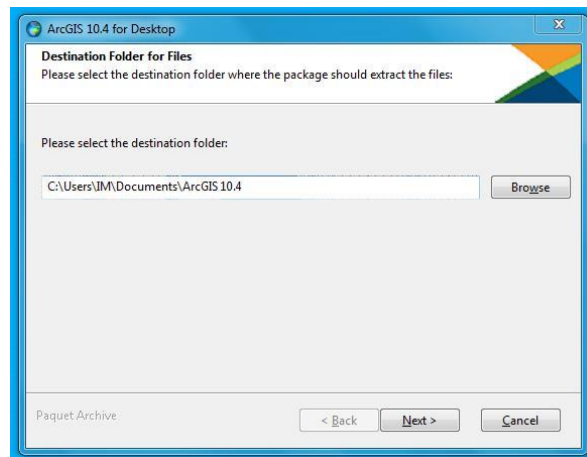 ArcGIS 10.4 for Desktop
Destination Folder for Files
Please select the destination folder where the package should extract the files:
Please select the destination folder:
C:\Users\IM\Documents\ArcGIS 10.4
Browse
Paquet Archive
< Back
Next >
Cancel